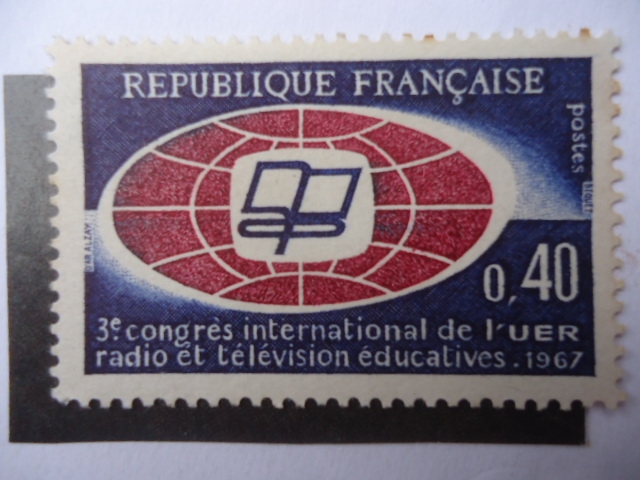 REPUBLIQUE FRANÇAISE
postes
0,40
3e congrès international de l'UER
radio et télévision éducatives. 1967